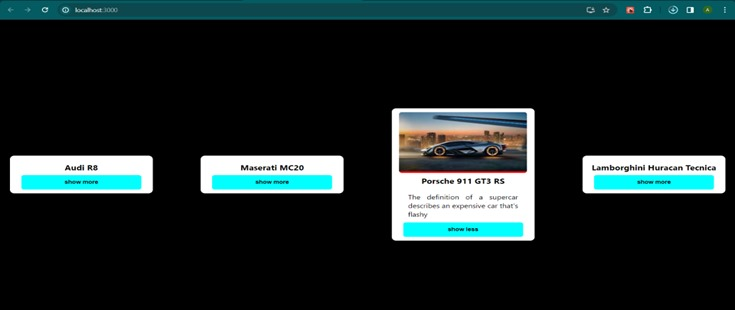 localhost:3000
A
Audi R8
show more
Maserati MC20
show more
Porsche 911 GT3 RS
The definition of a supercar
describes an expensive car that's
flashy
show less
Lamborghini Huracan Tecnica
show more